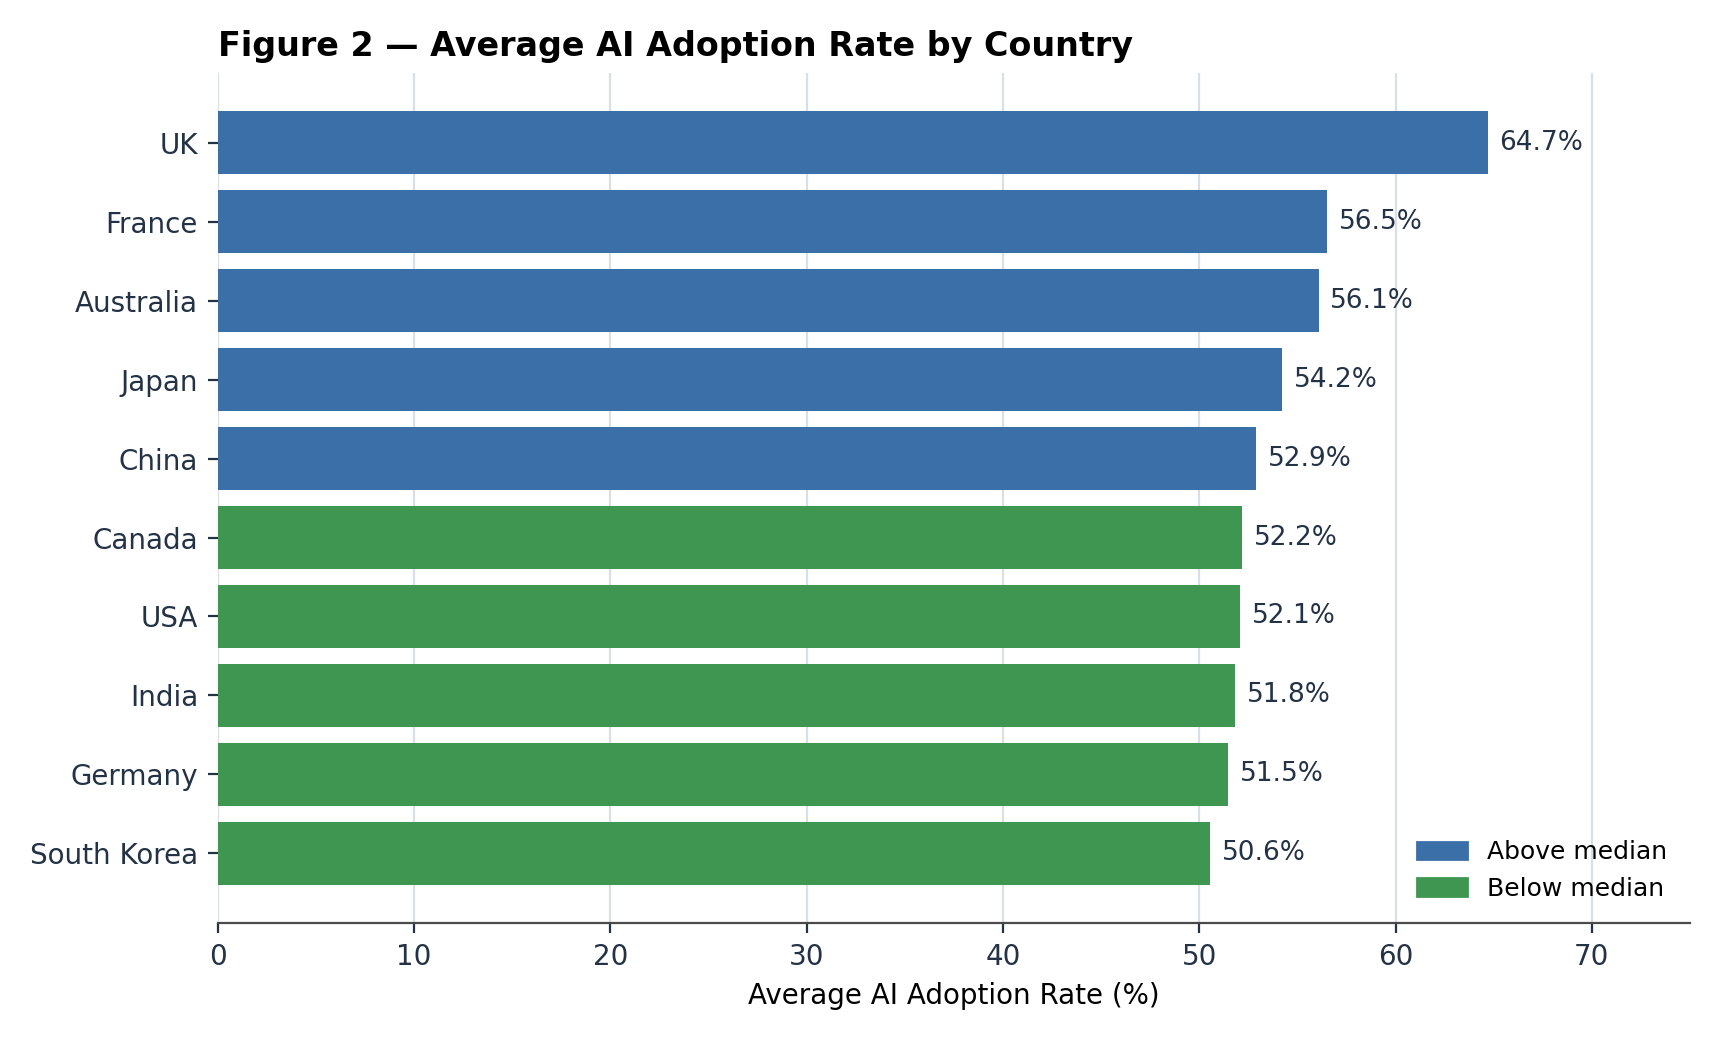 Figure 2 — Average AI Adoption Rate by Country
UK 64.7%
France 56.5%
Australia 56.1%
Japan 54.2%
China 52.9%
Canada 52.2%
USA 52.1%
India 51.8%
Germany 51.5%
South Korea 50.6%
Above median
Below median
0 10 20 30 40 50 60 70
Average AI Adoption Rate (%)